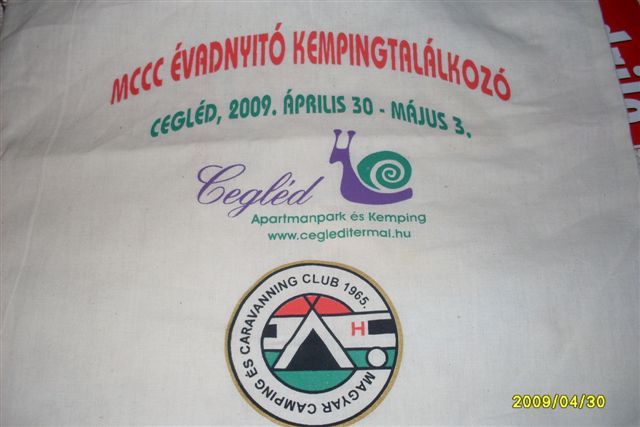 MCCC ÉVADNYITÓ KEMPINGTALÁLKOZÓ
CEGLÉD, 2009. ÁPRILIS 30 - MÁJUS 3.
Cegléd
Apartmanpark és Kemping
www.cegleditermal.hu
MAGYAR CAMPING ÉS CARAVANNING CLUB 1965.
H
2009/04/30